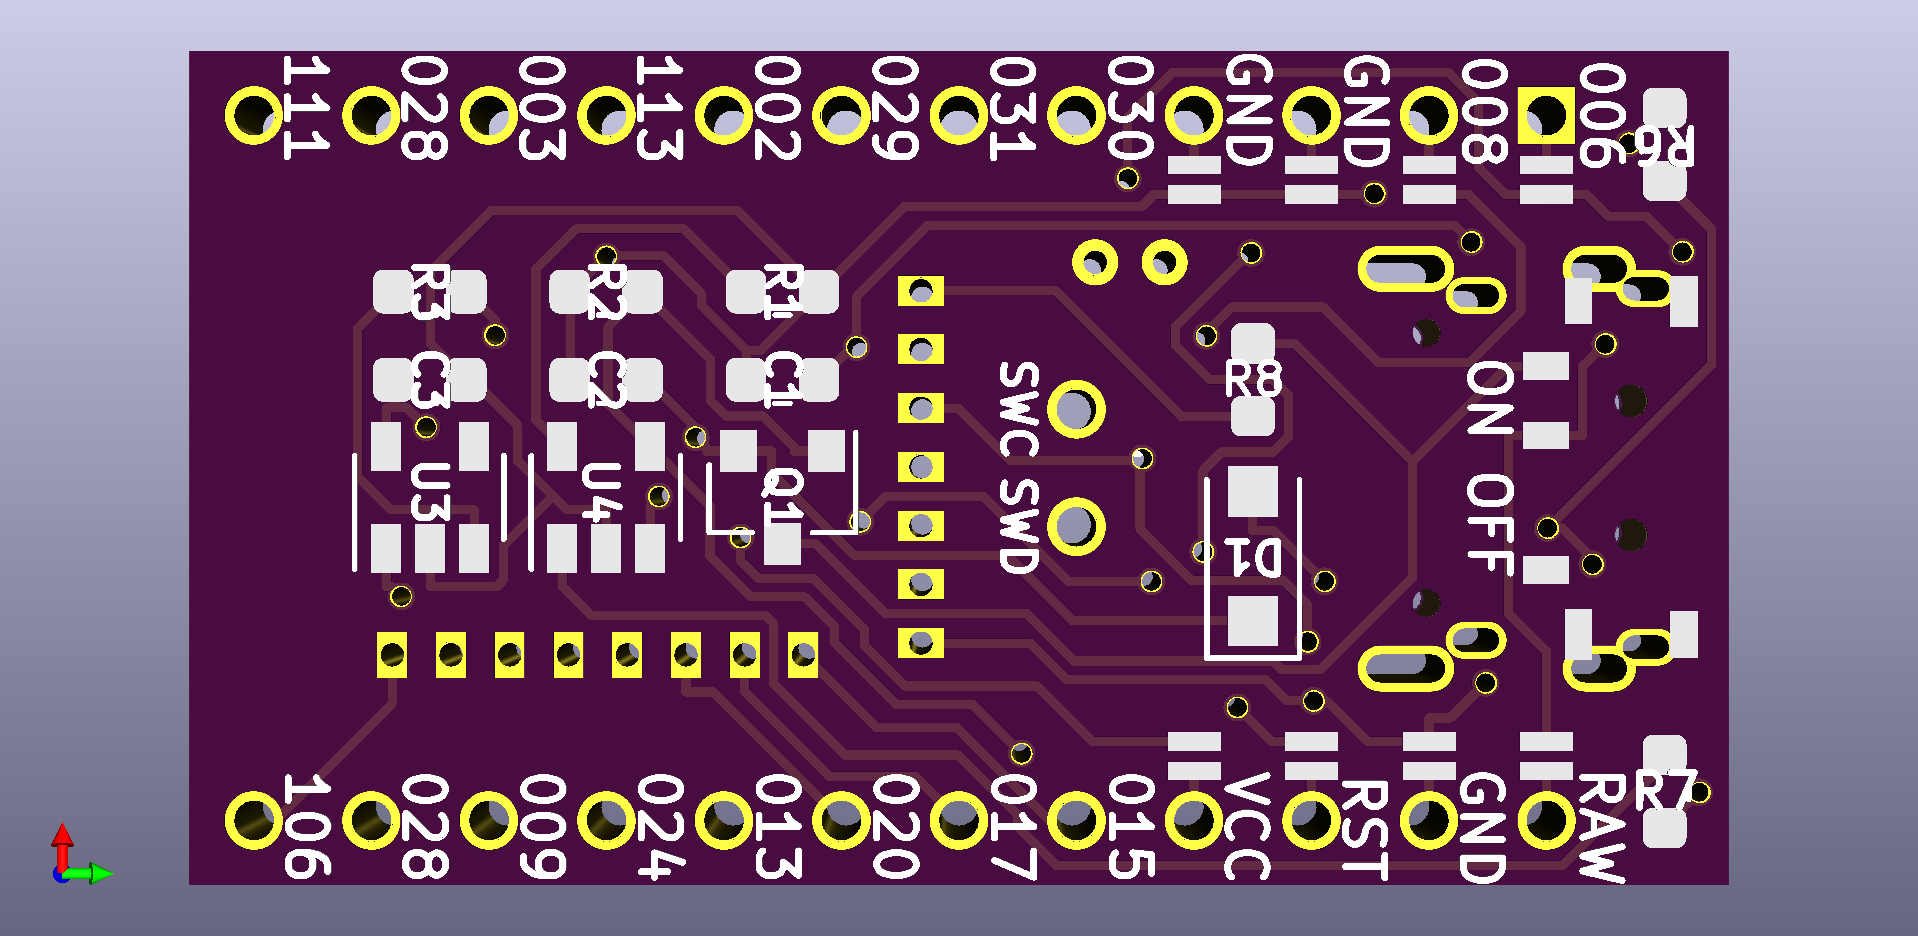 111
028
003
113
002
029
031
030
GND
GND
008
006
R6
R3
R2
R1
C3
C2
C1
R8
SWC
SWD
ON
OFF
U3
U4
Q1
D1
106
028
009
024
013
020
017
015
VCC
RST
GND
RAW
R7